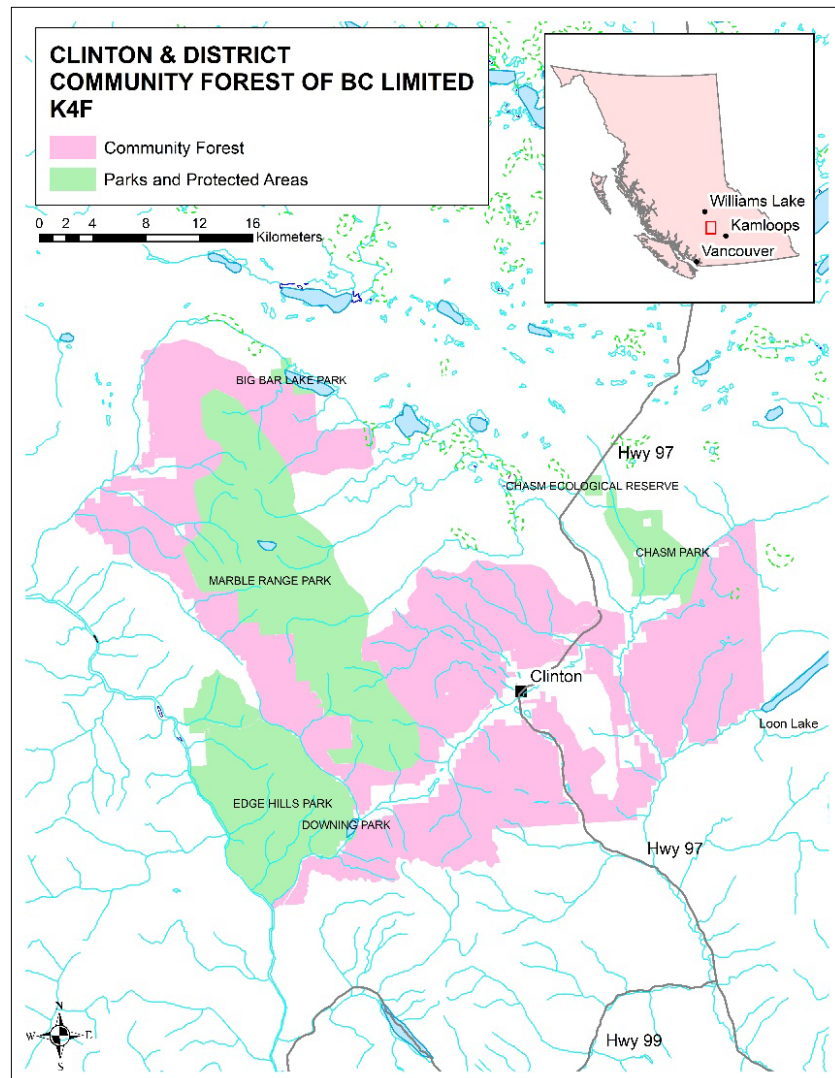 CLINTON & DISTRICT
COMMUNITY FOREST OF BC LIMITED
K4F
Community Forest
Parks and Protected Areas
0 2 4 8 12 16
Kilometers
Williams Lake
Kamloops
Vancouver
BIG BAR LAKE PARK
Hwy 97
CHASM ECOLOGICAL RESERVE
CHASM PARK
MARBLE RANGE PARK
Clinton
Loon Lake
EDGE HILLS PARK
DOWNING PARK
Hwy 97
Hwy 99
N
W E
S